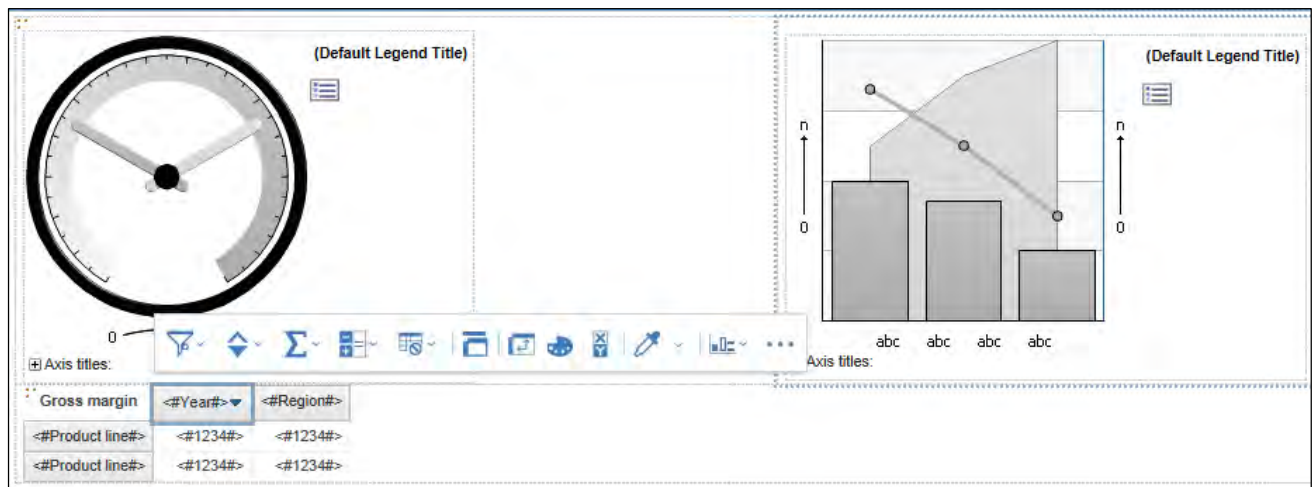 (Default Legend Title)
0
Axis titles:
(Default Legend Title)
n
0
n
0
abc abc abc abc
Axis titles:
Gross margin <#Year#> <#Region#>
<#Product line#> <#1234#> <#1234#>
<#Product line#> <#1234#> <#1234#>